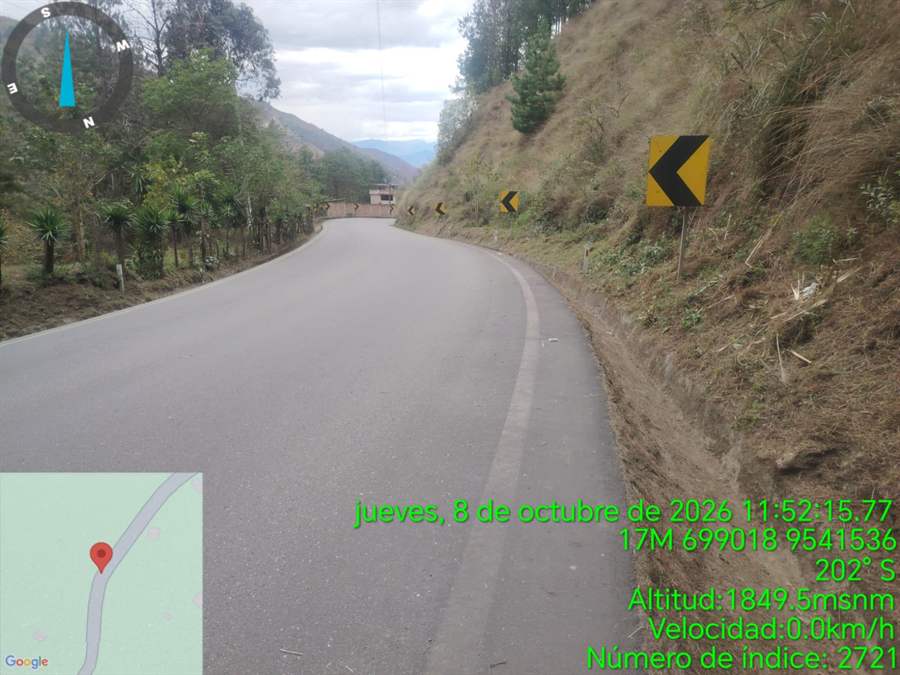 S
W
E
N
jueves, 8 de octubre de 2026 11:52:15.77
17M 699018 9541536
202° S
Altitud:1849.5msnm
Velocidad:0.0km/h
Número de índice: 2721
Google